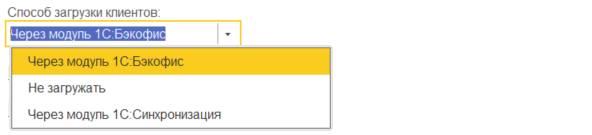 Способ загрузки клиентов:
Через модуль 1С:Бэкофис
Через модуль 1С:Бэкофис
Не загружать
Через модуль 1С:Синхронизация